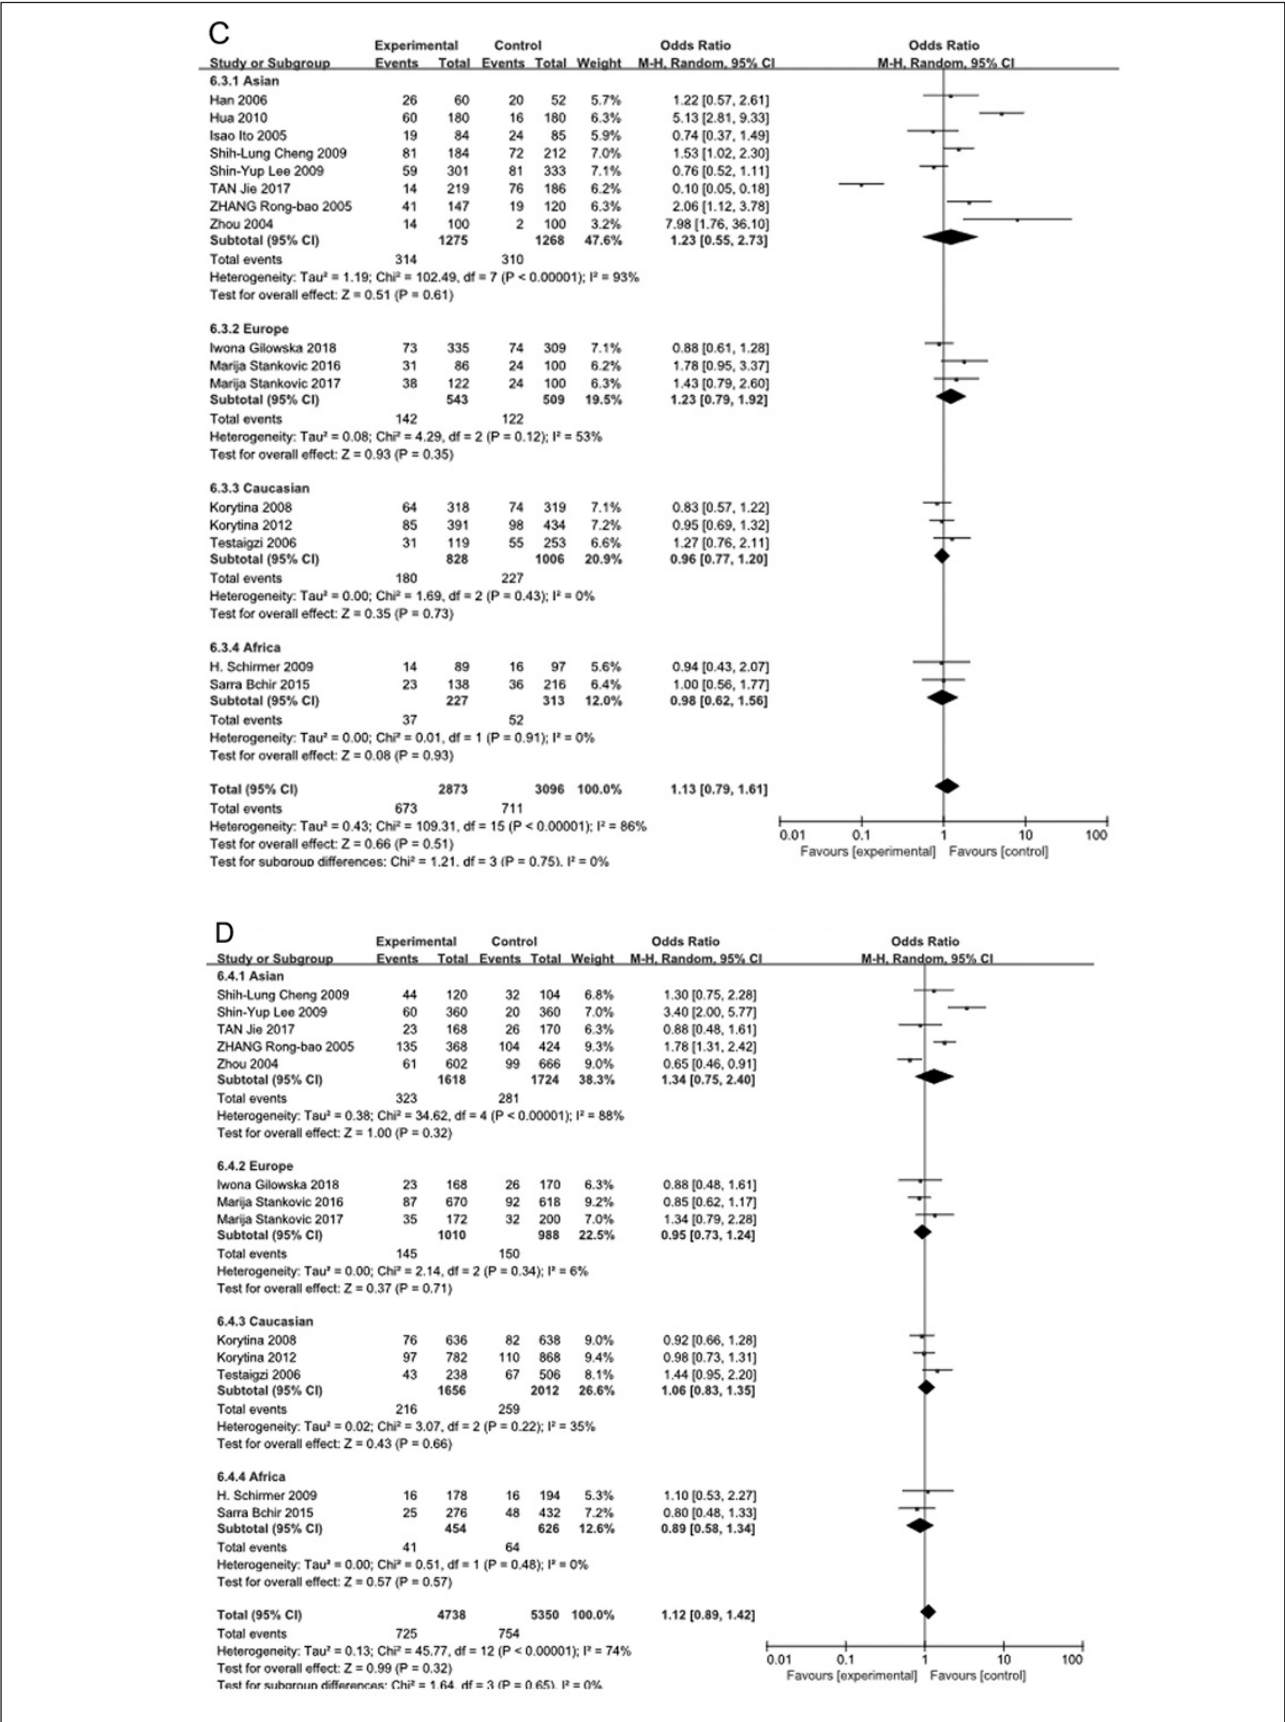 C
Experimental Control Odds Ratio Odds Ratio
Study or Subgroup Events Total Events Total Weight M-H, Random, 95% CI M-H, Random, 95% CI
6.3.1 Asian
Han 2006 26 60 20 52 5.7% 1.22 [0.57, 2.61]
Hua 2010 60 180 16 180 6.3% 5.13 [2.81, 9.33]
Isao Ito 2005 19 84 24 85 5.9% 0.74 [0.37, 1.49]
Shih-Lung Cheng 2009 81 184 72 212 7.0% 1.53 [1.02, 2.30]
Shin-Yup Lee 2009 59 301 81 333 7.1% 0.76 [0.52, 1.11]
TAN Jie 2017 14 219 76 186 6.2% 0.10 [0.05, 0.18]
ZHANG Rong-bao 2005 41 147 19 120 6.3% 2.06 [1.12, 3.78]
Zhou 2004 14 100 2 100 3.2% 7.98 [1.76, 36.10]
Subtotal (95% CI) 1275 1268 47.6% 1.23 [0.55, 2.73]
Total events 314 310
Heterogeneity: Tau² = 1.19; Chi² = 102.49, df = 7 (P < 0.00001); I² = 93%
Test for overall effect: Z = 0.51 (P = 0.61)
6.3.2 Europe
Iwona Gilowska 2018 73 335 74 309 7.1% 0.88 [0.61, 1.28]
Marija Stankovic 2016 31 86 24 100 6.2% 1.78 [0.95, 3.37]
Marija Stankovic 2017 38 122 24 100 6.3% 1.43 [0.79, 2.60]
Subtotal (95% CI) 543 509 19.5% 1.23 [0.79, 1.92]
Total events 142 122
Heterogeneity: Tau² = 0.08; Chi² = 4.29, df = 2 (P = 0.12); I² = 53%
Test for overall effect: Z = 0.93 (P = 0.35)
6.3.3 Caucasian
Korytina 2008 64 318 74 319 7.1% 0.83 [0.57, 1.22]
Korytina 2012 85 391 98 434 7.2% 0.95 [0.69, 1.32]
Testaigzi 2006 31 119 55 253 6.6% 1.27 [0.76, 2.11]
Subtotal (95% CI) 828 1006 20.9% 0.96 [0.77, 1.20]
Total events 180 227
Heterogeneity: Tau² = 0.00; Chi² = 1.69, df = 2 (P = 0.43); I² = 0%
Test for overall effect: Z = 0.35 (P = 0.73)
6.3.4 Africa
H. Schirmer 2009 14 89 16 97 5.6% 0.94 [0.43, 2.07]
Sarra Bchir 2015 23 138 36 216 6.4% 1.00 [0.56, 1.77]
Subtotal (95% CI) 227 313 12.0% 0.98 [0.62, 1.56]
Total events 37 52
Heterogeneity: Tau² = 0.00; Chi² = 0.01, df = 1 (P = 0.91); I² = 0%
Test for overall effect: Z = 0.08 (P = 0.93)
Total (95% CI) 2873 3096 100.0% 1.13 [0.79, 1.61]
Total events 673 711
Heterogeneity: Tau² = 0.43; Chi² = 109.31, df = 15 (P < 0.00001); I² = 86%
Test for overall effect: Z = 0.66 (P = 0.51)
Test for subgroup differences: Chi² = 1.21, df = 3 (P = 0.75), I² = 0%
0.01 0.1 1 10 100
Favours [experimental] Favours [control]
D
Experimental Control Odds Ratio Odds Ratio
Study or Subgroup Events Total Events Total Weight M-H, Random, 95% CI M-H, Random, 95% CI
6.4.1 Asian
Shih-Lung Cheng 2009 44 120 32 104 6.8% 1.30 [0.75, 2.28]
Shin-Yup Lee 2009 60 360 20 360 7.0% 3.40 [2.00, 5.77]
TAN Jie 2017 23 168 26 170 6.3% 0.88 [0.48, 1.61]
ZHANG Rong-bao 2005 135 368 104 424 9.3% 1.78 [1.31, 2.42]
Zhou 2004 61 602 99 666 9.0% 0.65 [0.46, 0.91]
Subtotal (95% CI) 1618 1724 38.3% 1.34 [0.75, 2.40]
Total events 323 281
Heterogeneity: Tau² = 0.38; Chi² = 34.62, df = 4 (P < 0.00001); I² = 88%
Test for overall effect: Z = 1.00 (P = 0.32)
6.4.2 Europe
Iwona Gilowska 2018 23 168 26 170 6.3% 0.88 [0.48, 1.61]
Marija Stankovic 2016 87 670 92 618 9.2% 0.85 [0.62, 1.17]
Marija Stankovic 2017 35 172 32 200 7.0% 1.34 [0.79, 2.28]
Subtotal (95% CI) 1010 988 22.5% 0.95 [0.73, 1.24]
Total events 145 150
Heterogeneity: Tau² = 0.00; Chi² = 2.14, df = 2 (P = 0.34); I² = 6%
Test for overall effect: Z = 0.37 (P = 0.71)
6.4.3 Caucasian
Korytina 2008 76 636 82 638 9.0% 0.92 [0.66, 1.28]
Korytina 2012 97 782 110 868 9.4% 0.98 [0.73, 1.31]
Testaigzi 2006 43 238 67 506 8.1% 1.44 [0.95, 2.20]
Subtotal (95% CI) 1656 2012 26.6% 1.06 [0.83, 1.35]
Total events 216 259
Heterogeneity: Tau² = 0.02; Chi² = 3.07, df = 2 (P = 0.22); I² = 35%
Test for overall effect: Z = 0.43 (P = 0.66)
6.4.4 Africa
H. Schirmer 2009 16 178 16 194 5.3% 1.10 [0.53, 2.27]
Sarra Bchir 2015 25 276 48 432 7.2% 0.80 [0.48, 1.33]
Subtotal (95% CI) 454 626 12.6% 0.89 [0.58, 1.34]
Total events 41 64
Heterogeneity: Tau² = 0.00; Chi² = 0.51, df = 1 (P = 0.48); I² = 0%
Test for overall effect: Z = 0.57 (P = 0.57)
Total (95% CI) 4738 5350 100.0% 1.12 [0.89, 1.42]
Total events 725 754
Heterogeneity: Tau² = 0.13; Chi² = 45.77, df = 12 (P < 0.00001); I² = 74%
Test for overall effect: Z = 0.99 (P = 0.32)
Test for subgroup differences: Chi² = 1.64, df = 3 (P = 0.65), I² = 0%
0.01 0.1 1 10 100
Favours [experimental] Favours [control]